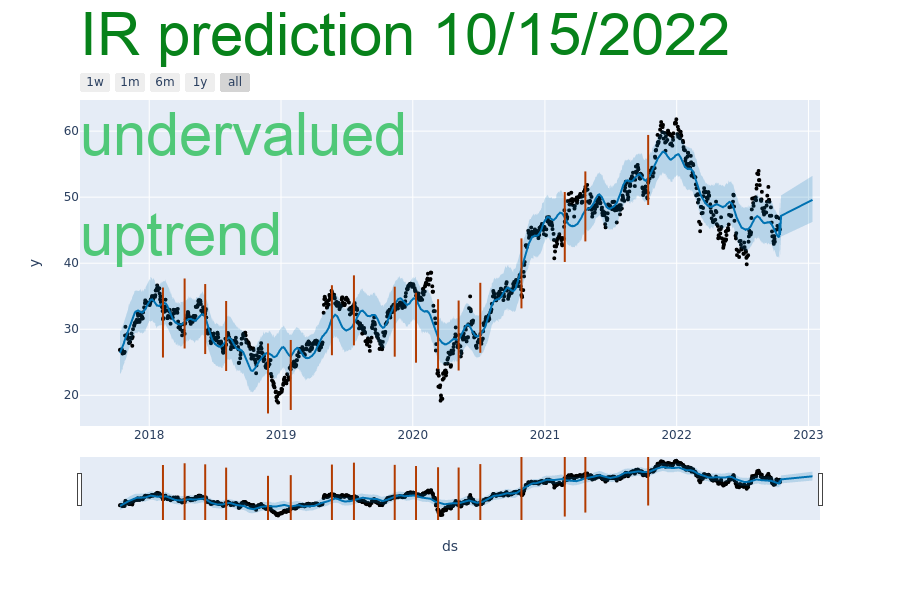 IR prediction 10/15/2022
1w 1m 6m 1y all
undervalued
uptrend
60
50
40
30
20
y
2018 2019 2020 2021 2022 2023
ds